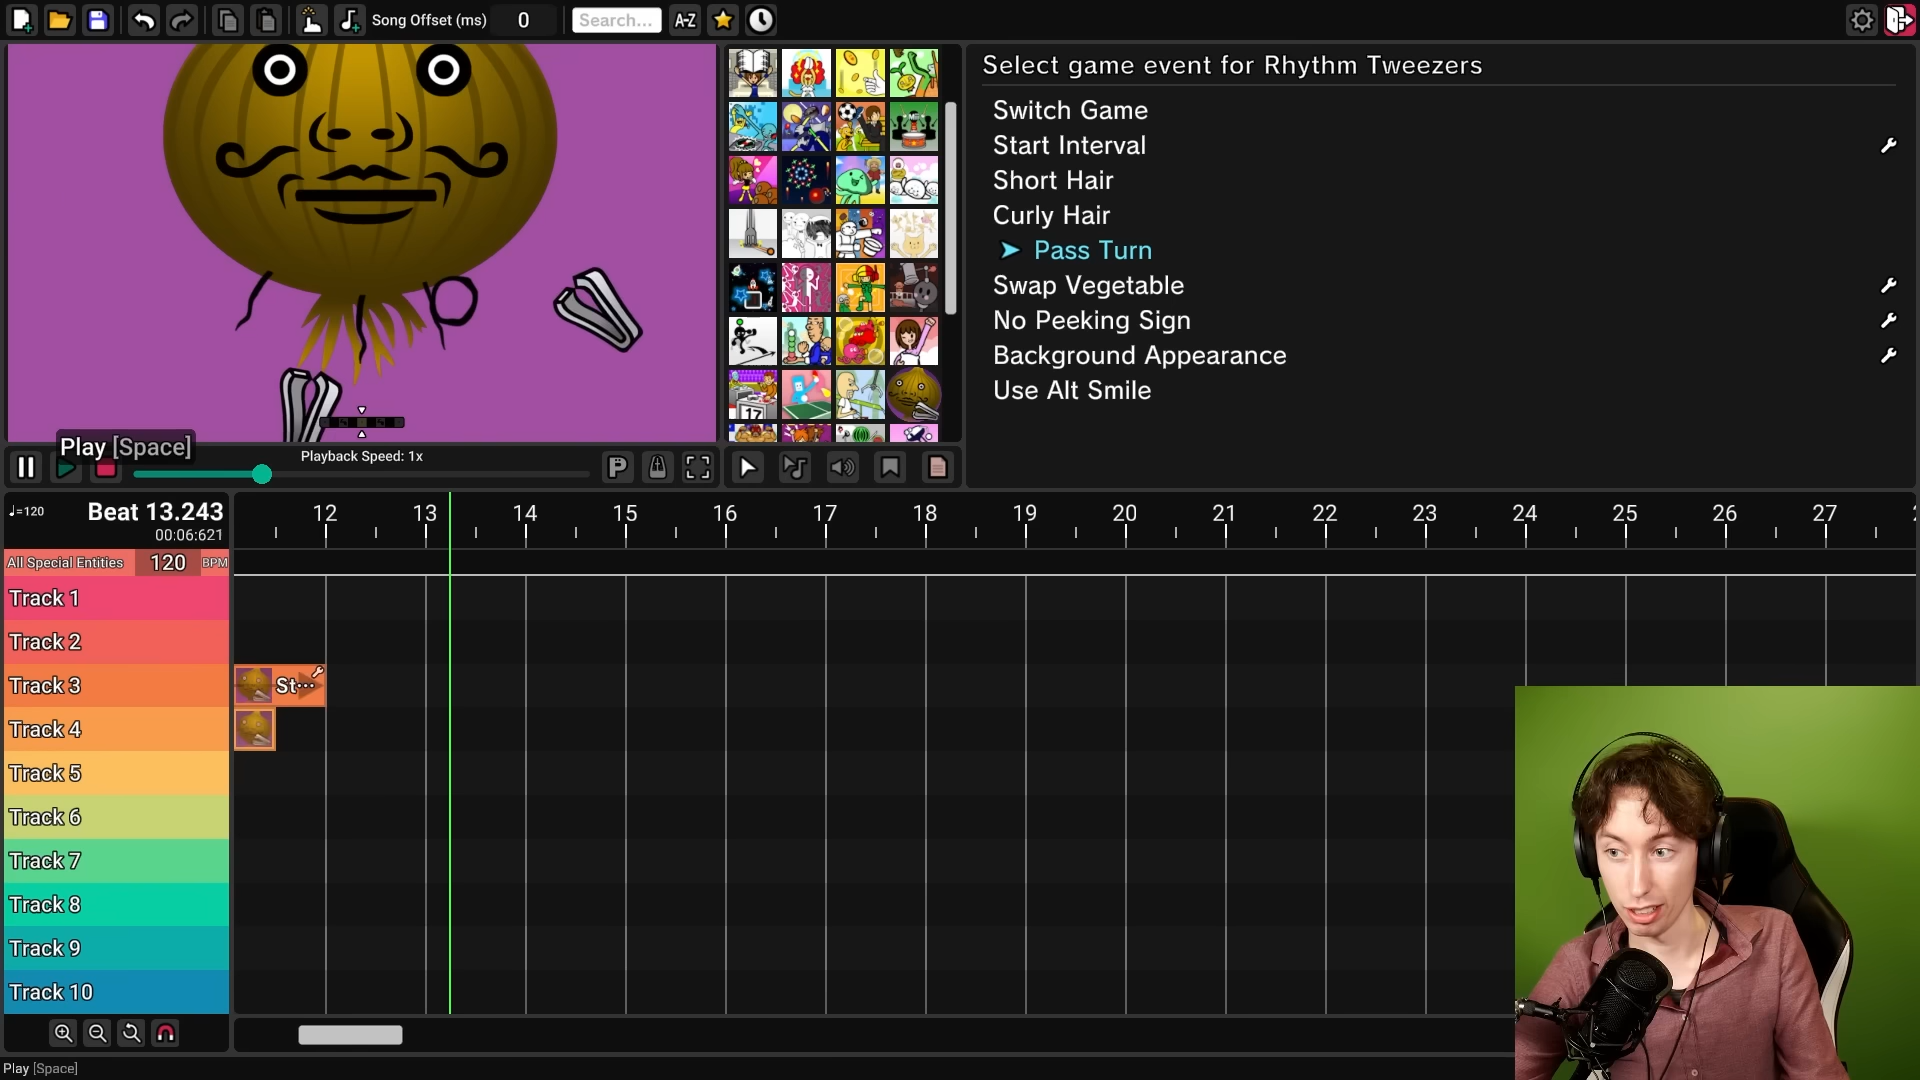 Song Offset (ms) 0 Search... A-Z
Select game event for Rhythm Tweezers
Switch Game
Start Interval
Short Hair
Curly Hair
Pass Turn
Swap Vegetable
No Peeking Sign
Background Appearance
Use Alt Smile
17
Play [Space]
Playback Speed: 1x
P
♩=120 Beat 13.243
00:06:621
12 13 14 15 16 17 18 19 20 21 22 23 24 25 26 27
All Special Entities 120 BPM
Track 1
Track 2
Track 3 St...
Track 4
Track 5
Track 6
Track 7
Track 8
Track 9
Track 10
Play [Space]